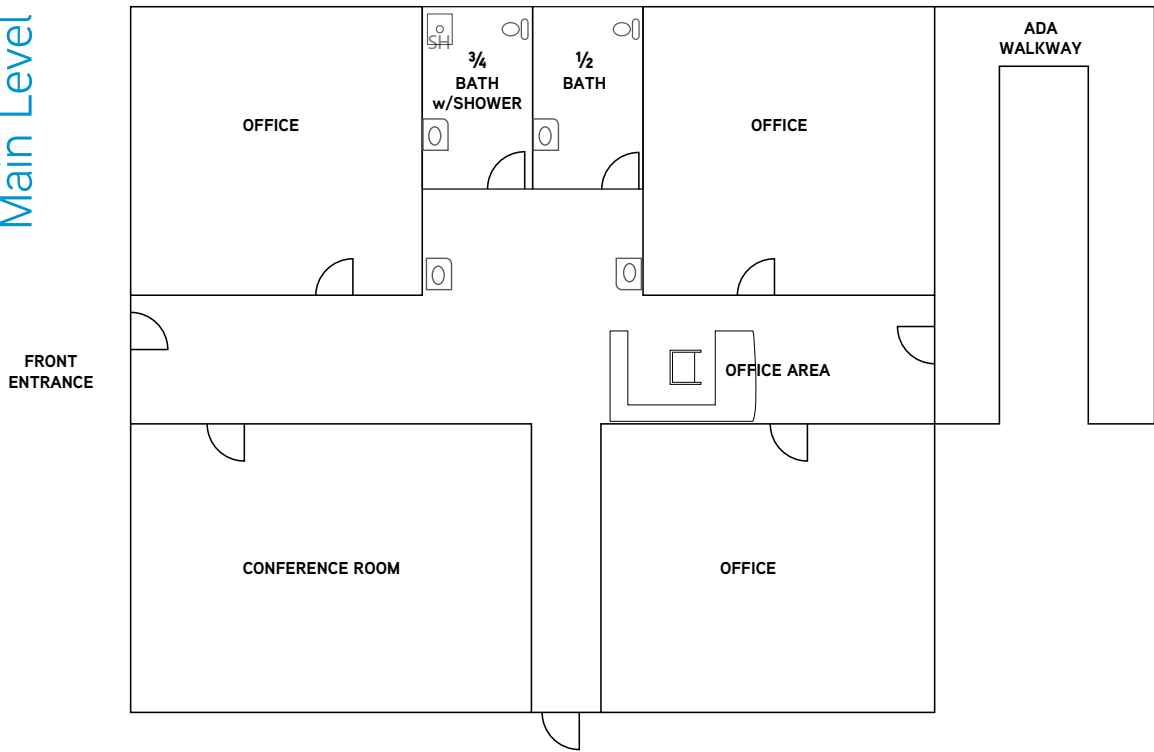 Main Level
SH
¾
BATH
w/SHOWER
½
BATH
ADA
WALKWAY
OFFICE
OFFICE
FRONT
ENTRANCE
OFFICE AREA
CONFERENCE ROOM
OFFICE